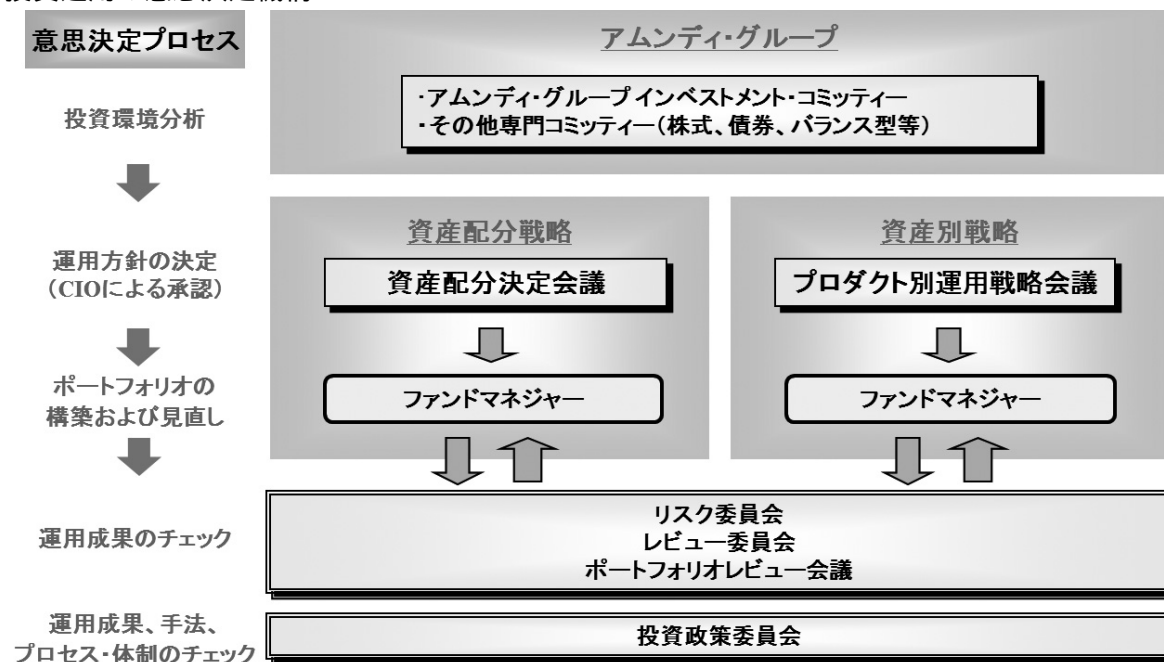 意思決定プロセス
アムンディ・グループ
投資環境分析
・アムンディ・グループインベストメント・コミッティー
・その他専門コミッティー（株式、債券、バランス型等）
運用方針の決定
（CIOによる承認）
資産配分戦略
資産配分決定会議
資産別戦略
プロダクト別運用戦略会議
ポートフォリオの
構築および見直し
ファンドマネジャー
ファンドマネジャー
運用成果のチェック
リスク委員会
レビュー委員会
ポートフォリオレビュー会議
運用成果、手法、
プロセス・体制のチェック
投資政策委員会